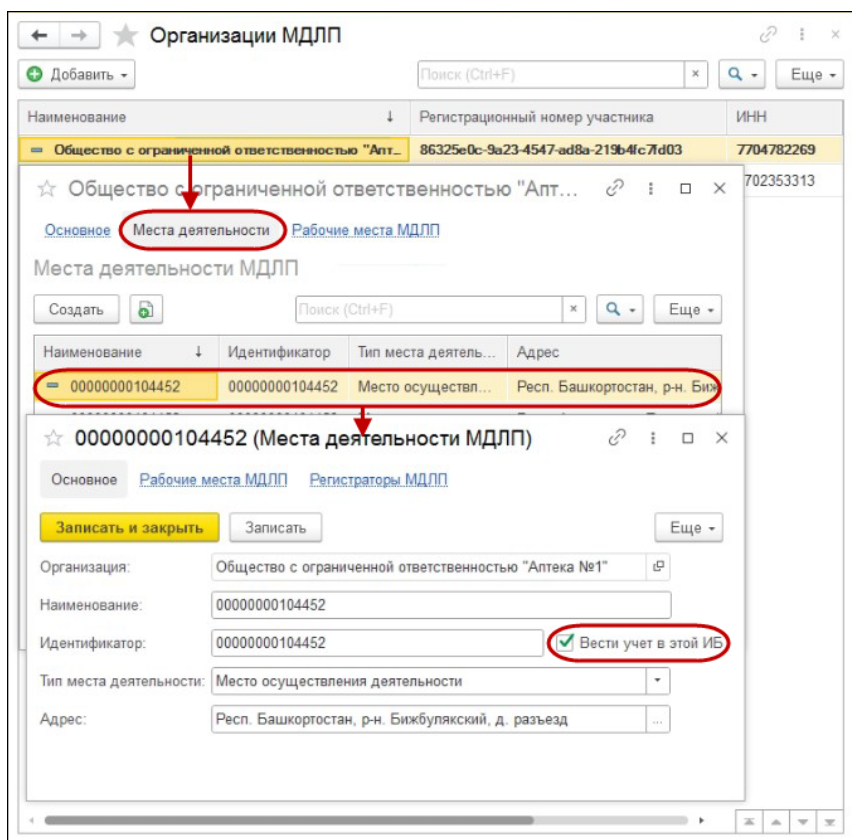 Организации МДЛП
Добавить
Поиск (Ctrl+F)
Еще
Наименование Регистрационный номер участника ИНН
Общество с ограниченной ответственностью "Апт... 86325e0c-9a23-4547-ad8a-219b4fc7fd03 7704782269
702353313
Общество с ограниченной ответственностью "Апт...
Основное Места деятельности Рабочие места МДЛП
Места деятельности МДЛП
Создать Поиск (Ctrl+F) Еще
Наименование Идентификатор Тип места деятель... Адрес
00000000104452 00000000104452 Место осуществл... Респ. Башкортостан, р-н. Биж
00000000104452 (Места деятельности МДЛП)
Основное Рабочие места МДЛП Регистраторы МДЛП
Записать и закрыть Записать Еще
Организация: Общество с ограниченной ответственностью "Аптека №1"
Наименование: 00000000104452
Идентификатор: 00000000104452 Вести учет в этой ИБ
Тип места деятельности: Место осуществления деятельности
Адрес: Респ. Башкортостан, р-н. Бижбулякский, д. разъезд